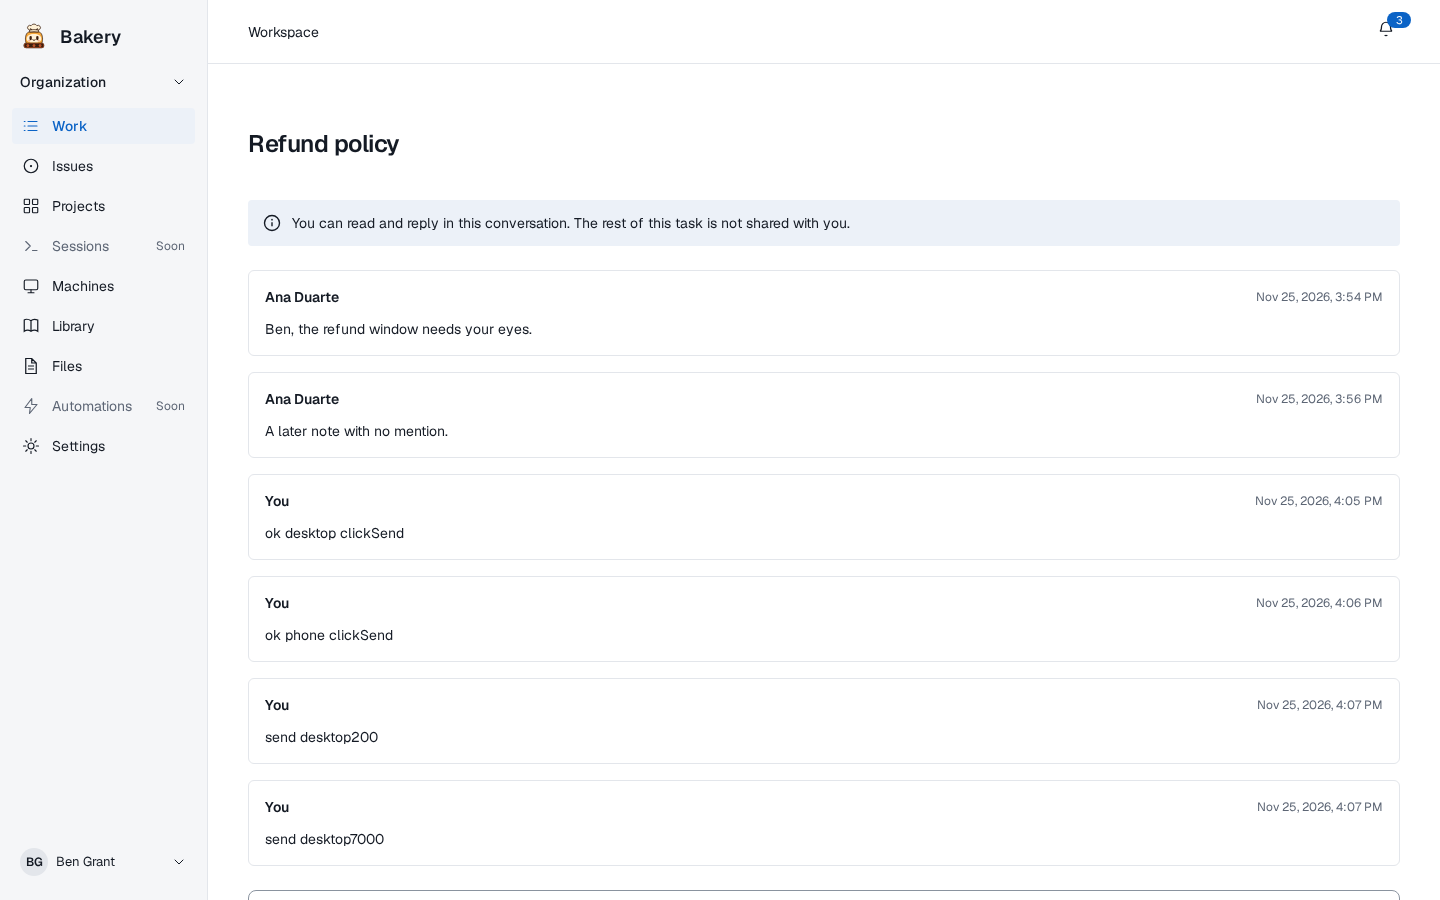 Bakery
Organization
Work
Issues
Projects
Sessions Soon
Machines
Library
Files
Automations Soon
Settings
BG Ben Grant
Workspace
3
Refund policy
You can read and reply in this conversation. The rest of this task is not shared with you.
Ana Duarte Nov 25, 2026, 3:54 PM
Ben, the refund window needs your eyes.
Ana Duarte Nov 25, 2026, 3:56 PM
A later note with no mention.
You Nov 25, 2026, 4:05 PM
ok desktop clickSend
You Nov 25, 2026, 4:06 PM
ok phone clickSend
You Nov 25, 2026, 4:07 PM
send desktop200
You Nov 25, 2026, 4:07 PM
send desktop7000